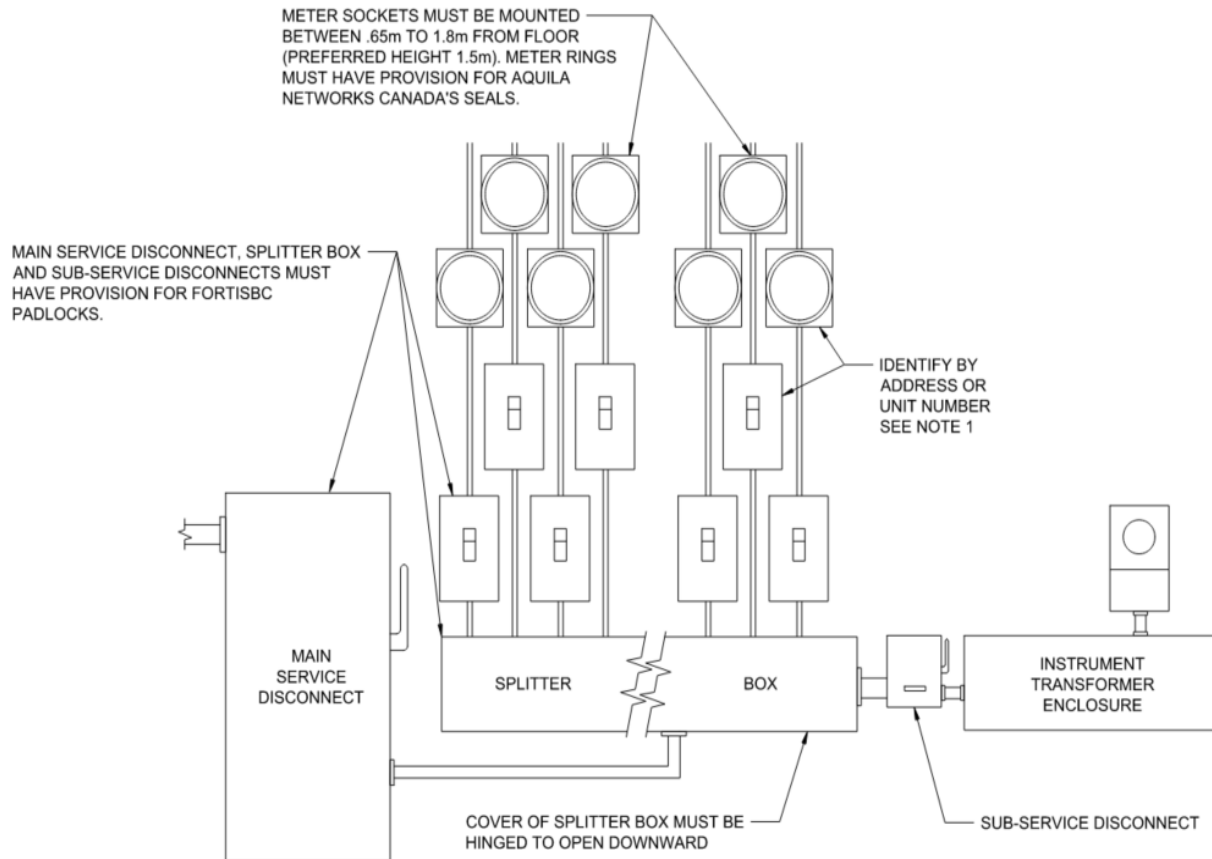 METER SOCKETS MUST BE MOUNTED
BETWEEN .65m TO 1.8m FROM FLOOR
(PREFERRED HEIGHT 1.5m). METER RINGS
MUST HAVE PROVISION FOR AQUILA
NETWORKS CANADA'S SEALS.
MAIN SERVICE DISCONNECT, SPLITTER BOX
AND SUB-SERVICE DISCONNECTS MUST
HAVE PROVISION FOR FORTISBC
PADLOCKS.
IDENTIFY BY
ADDRESS OR
UNIT NUMBER
SEE NOTE 1
MAIN
SERVICE
DISCONNECT
SPLITTER BOX
INSTRUMENT
TRANSFORMER
ENCLOSURE
COVER OF SPLITTER BOX MUST BE
HINGED TO OPEN DOWNWARD
SUB-SERVICE DISCONNECT